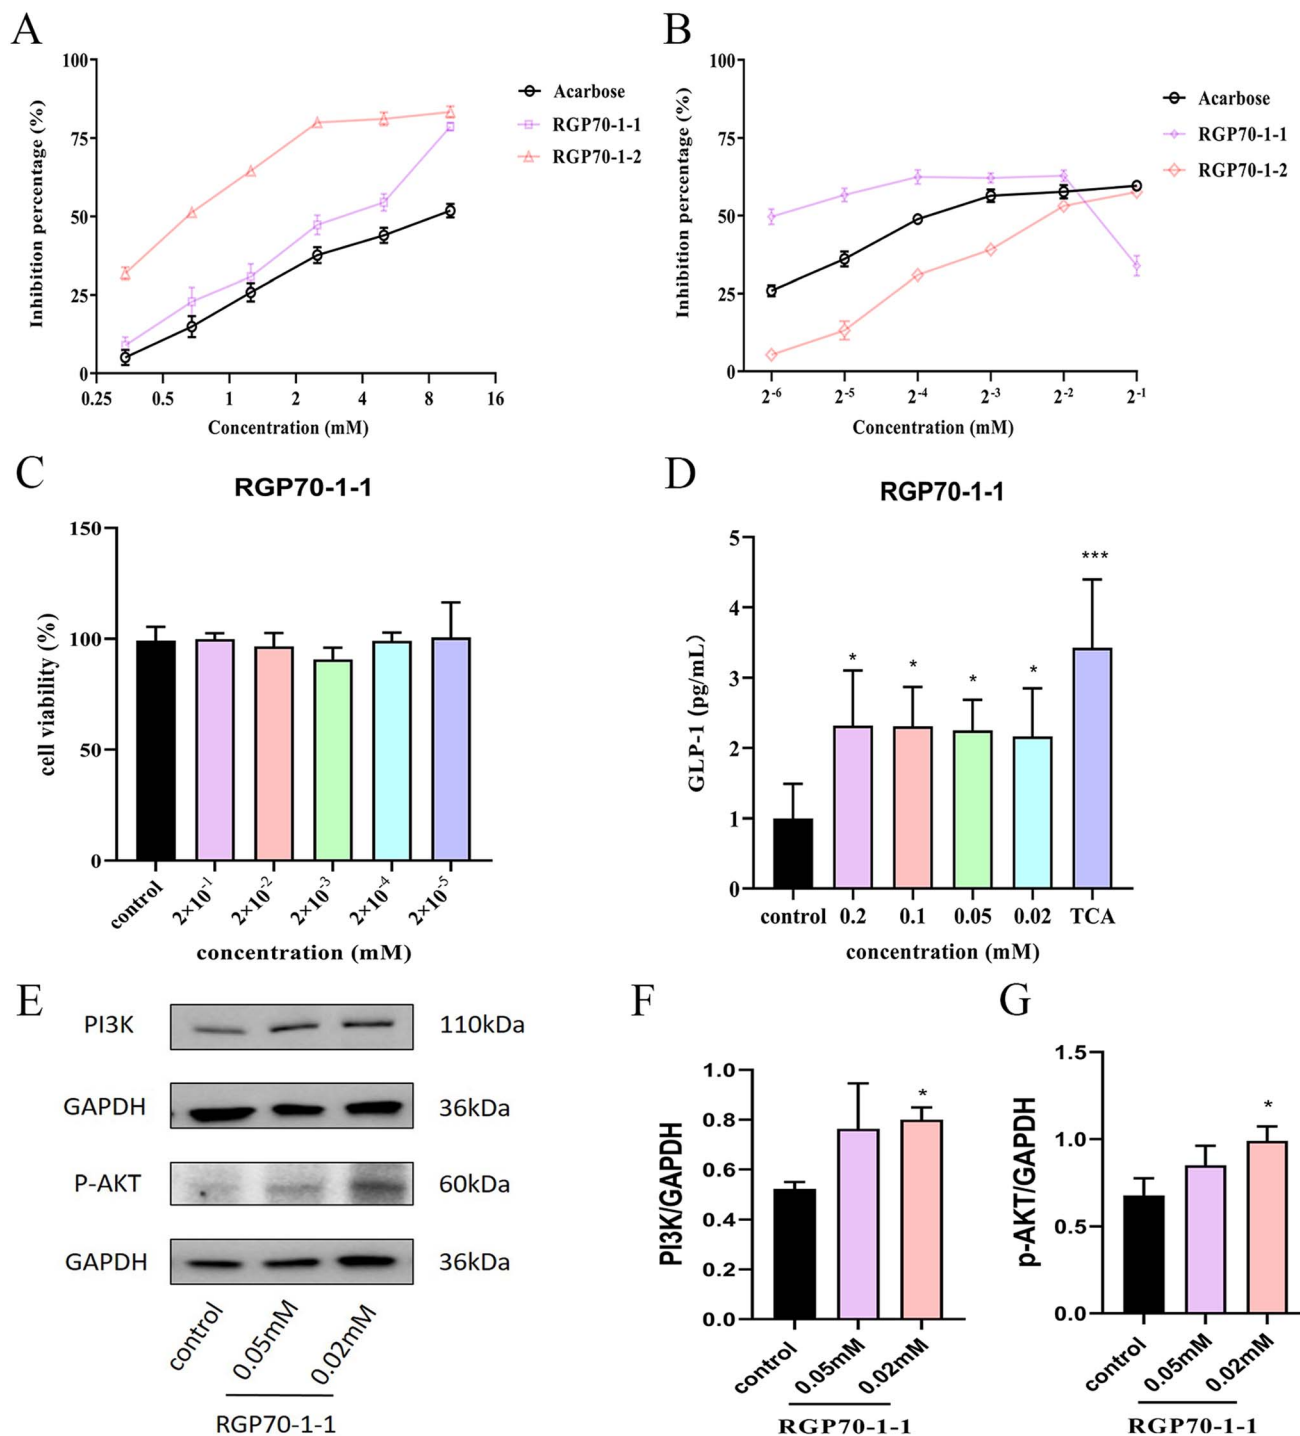 A
100
75
50
25
0
Inhibition percentage (%)
0.25 0.5 1 2 4 8 16
Concentration (mM)
Acarbose
RGP70-1-1
RGP70-1-2
B
100
75
50
25
0
Inhibition percentage (%)
2⁻⁶ 2⁻⁵ 2⁻⁴ 2⁻³ 2⁻² 2⁻¹
Concentration (mM)
Acarbose
RGP70-1-1
RGP70-1-2
C
RGP70-1-1
150
100
50
0
cell viability (%)
control 2×10⁻¹ 2×10⁻² 2×10⁻³ 2×10⁻⁴ 2×10⁻⁵
concentration (mM)
D
RGP70-1-1
5
4
3
2
1
0
GLP-1 (pg/mL)
* * * * ***
control 0.2 0.1 0.05 0.02 TCA
concentration (mM)
E
PI3K 110kDa
GAPDH 36kDa
P-AKT 60kDa
GAPDH 36kDa
control 0.05mM 0.02mM
RGP70-1-1
F
1.0
0.8
0.6
0.4
0.2
0.0
PI3K/GAPDH
*
control 0.05mM 0.02mM
RGP70-1-1
G
1.5
1.0
0.5
0.0
p-AKT/GAPDH
*
control 0.05mM 0.02mM
RGP70-1-1